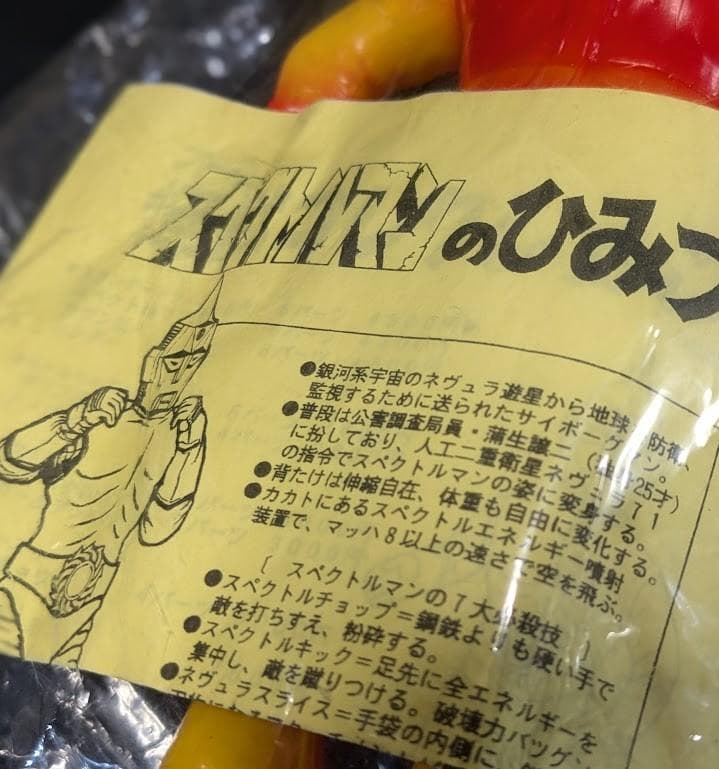 スペクトルマンのひみつ
●銀河系宇宙のネヴュラ遊星から地球 防衛、
監視するために送られたサイボーグ
●普段は公害調査局員・蒲生譲二(
25才)
に扮しており、人工二重衛星ネヴュラ71
の指令でスペクトルマンの姿に変身する。
●背たけは伸縮自在、体重も自由に変化する。
●カカトにあるスペクトルエネルギー噴射
装置で、マッハ8以上の速さで空を飛ぶ。
〔 スペクトルマンの7大必殺技 〕
●スペクトルチョップ=鋼鉄よりも硬い手で
敵を打ちすえ、粉砕する。
●スペクトルキック=足先に全エネルギーを
集中し、敵を蹴りつける。破壊力バツグン。
●ネヴュラスライス=手袋の内側に